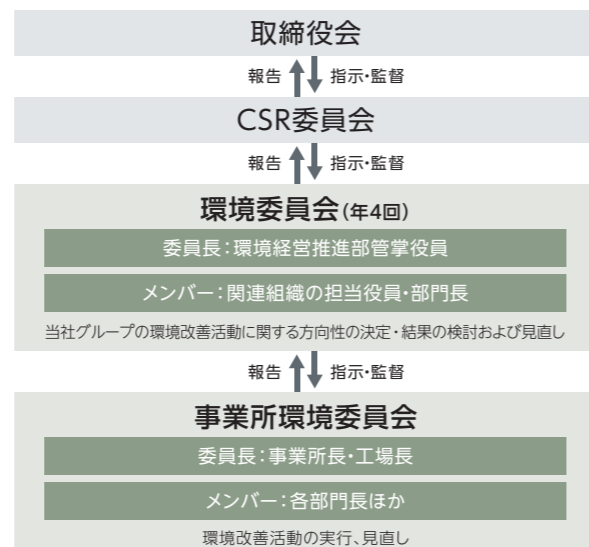 取締役会
報告 指示・監督
CSR委員会
報告 指示・監督
環境委員会(年4回)
委員長：環境経営推進部管掌役員
メンバー：関連組織の担当役員・部門長
当社グループの環境改善活動に関する方向性の決定・結果の検討および見直し
報告 指示・監督
事業所環境委員会
委員長：事業所長・工場長
メンバー：各部門長ほか
環境改善活動の実行、見直し